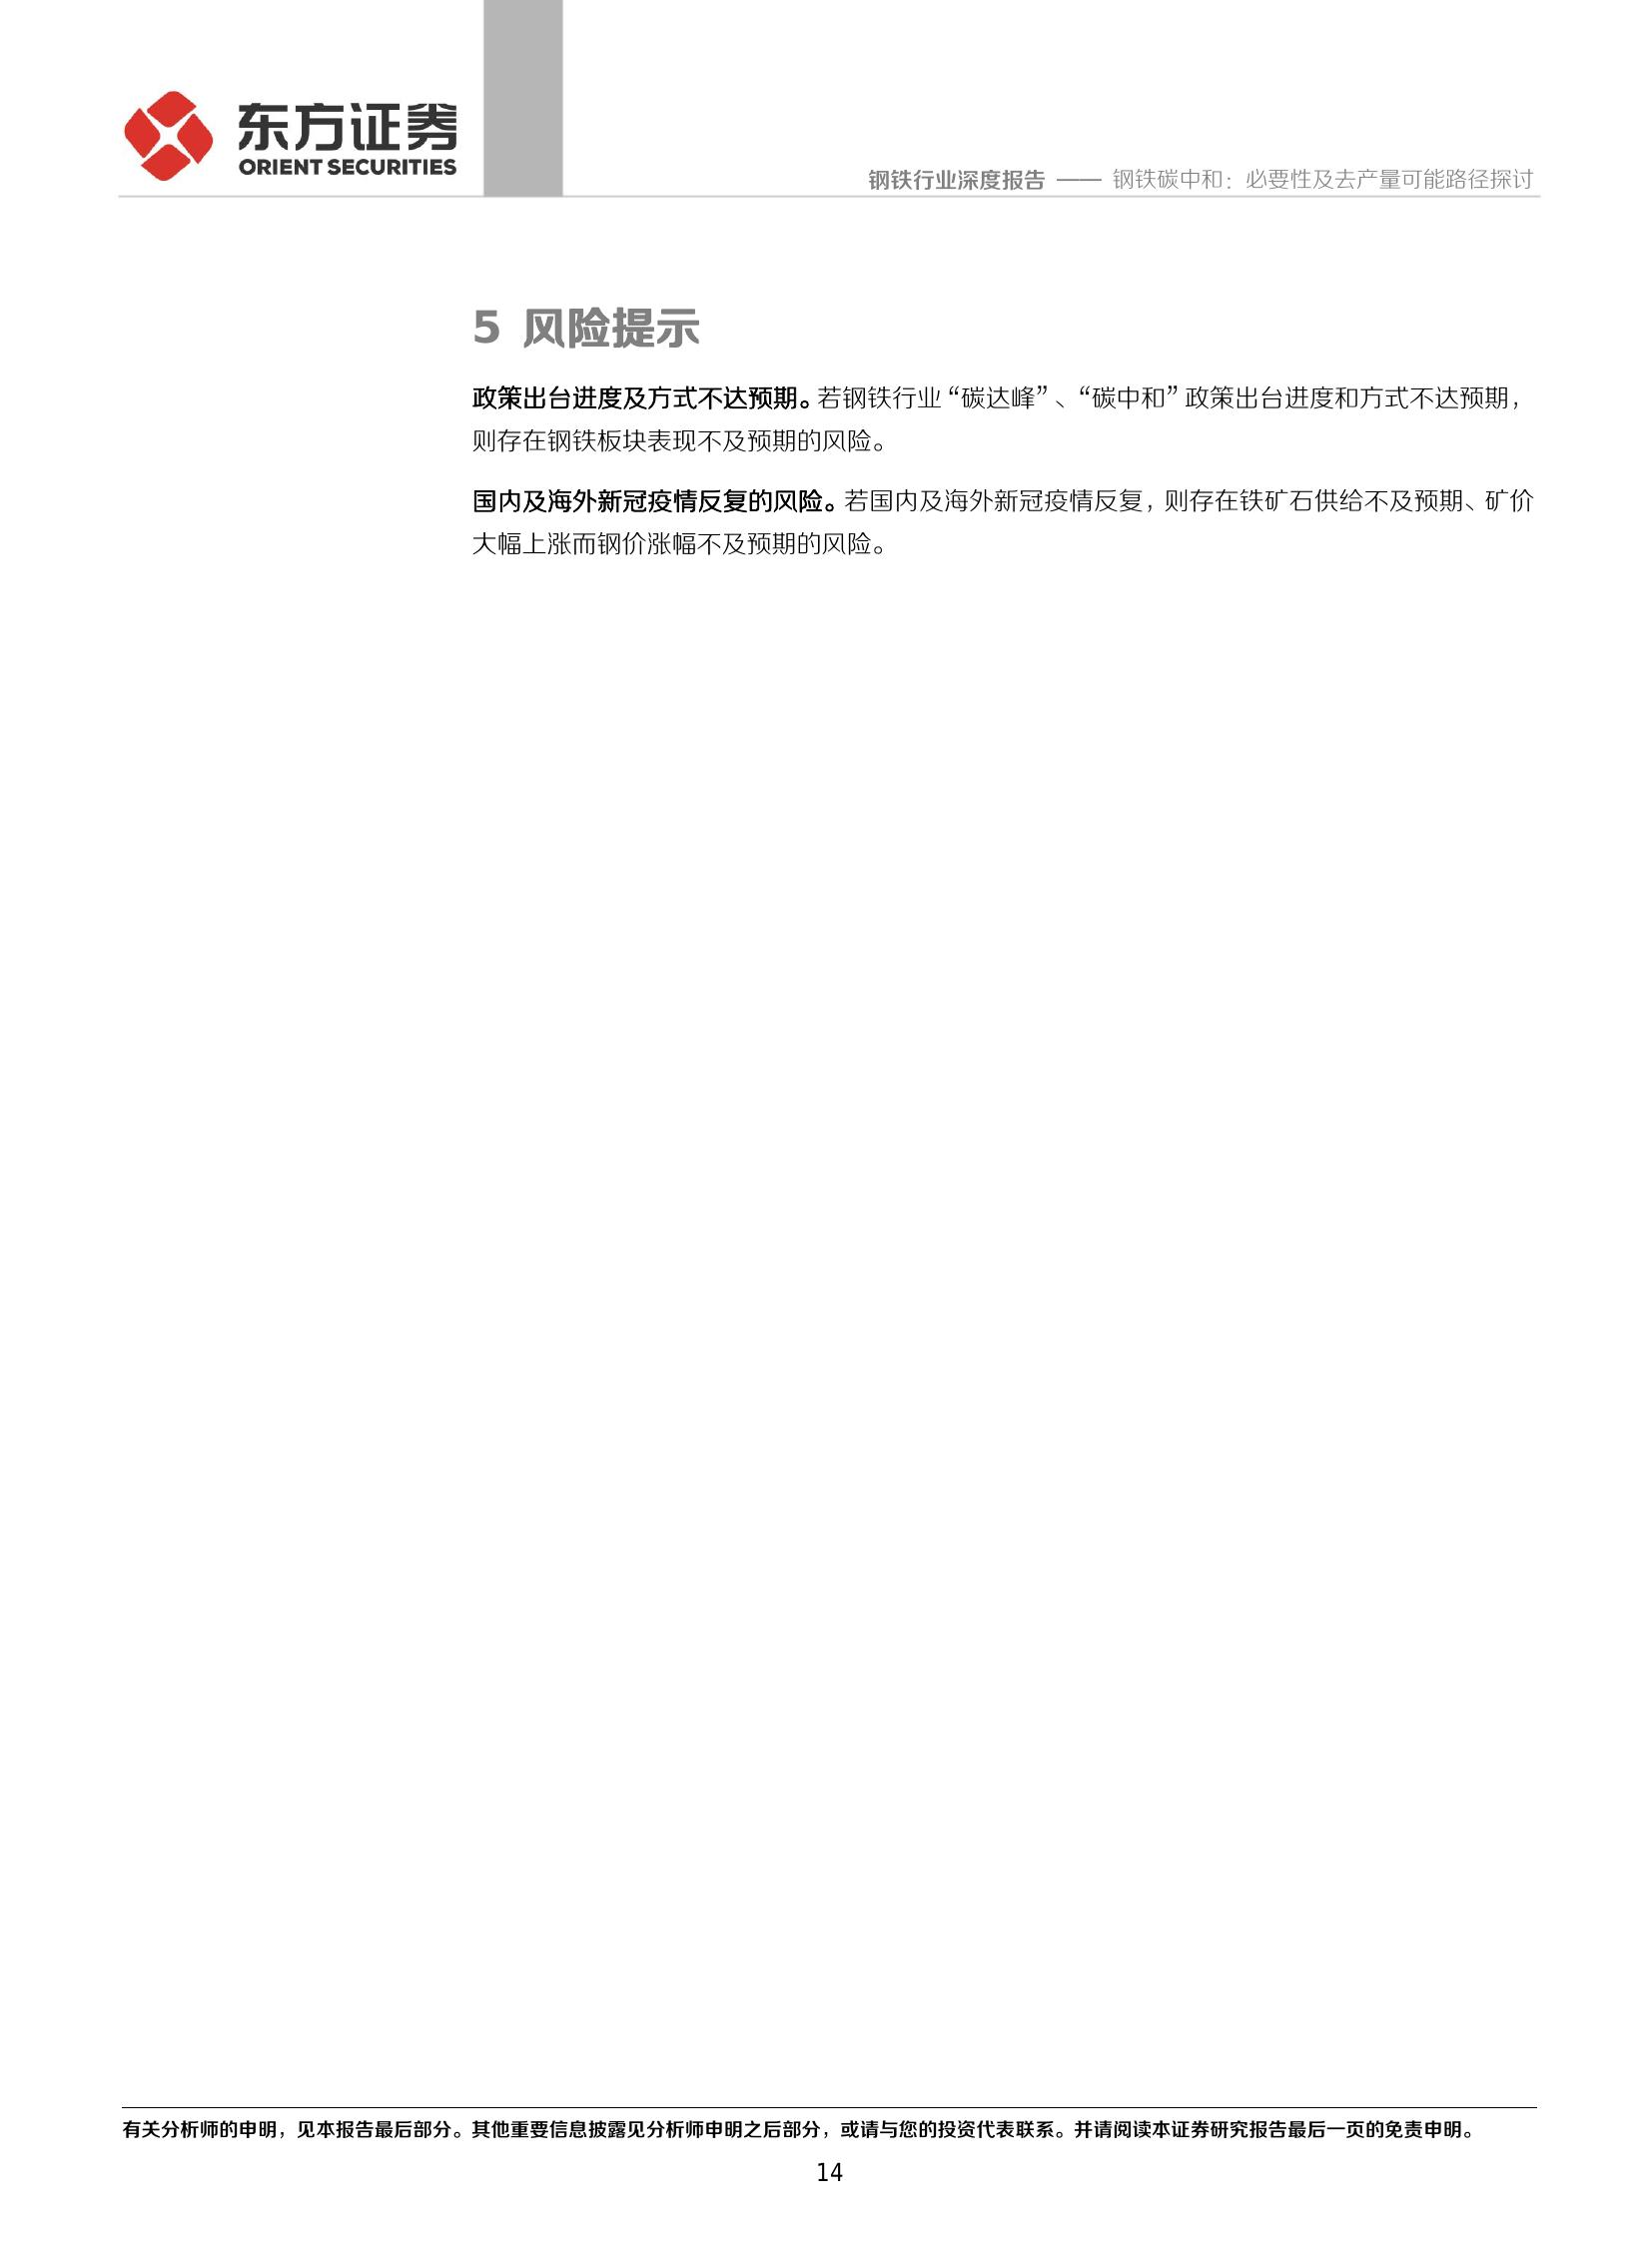 东方证券
ORIENT SECURITIES
钢铁行业深度报告 —— 钢铁碳中和：必要性及去产量可能路径探讨
5 风险提示
政策出台进度及方式不达预期。若钢铁行业“碳达峰”、“碳中和”政策出台进度和方式不达预期，
则存在钢铁板块表现不及预期的风险。
国内及海外新冠疫情反复的风险。若国内及海外新冠疫情反复，则存在铁矿石供给不及预期、矿价
大幅上涨而钢价涨幅不及预期的风险。
有关分析师的申明，见本报告最后部分。其他重要信息披露见分析师申明之后部分，或请与您的投资代表联系。并请阅读本证券研究报告最后一页的免责申明。
14